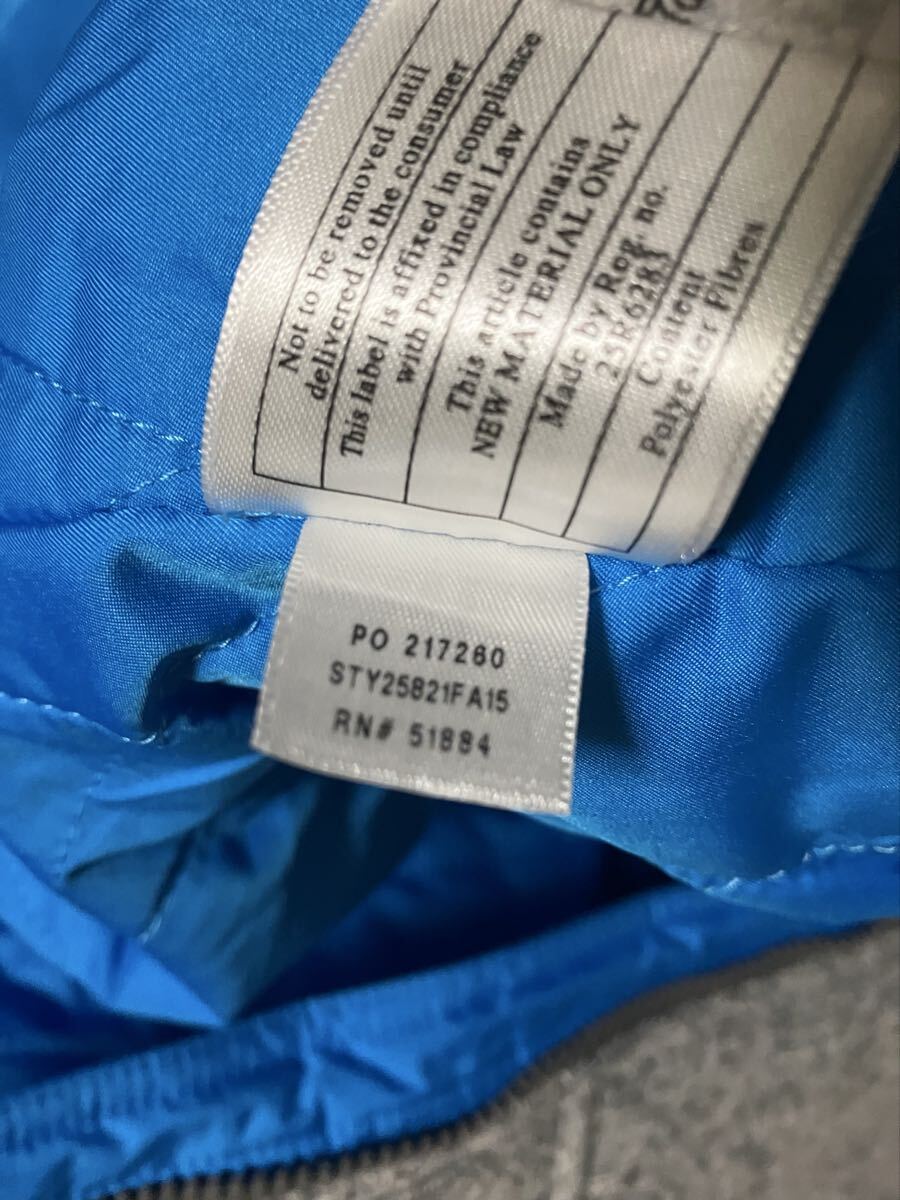 Not to be removed until
delivered to the consumer
This label is affixed in compliance
with Provincial Law
This article contains
NEW MATERIAL ONLY
Made by Reg. no.
25R6283
Content
Polyester Fibres
PO 217260
STY25821FA15
RN# 51884